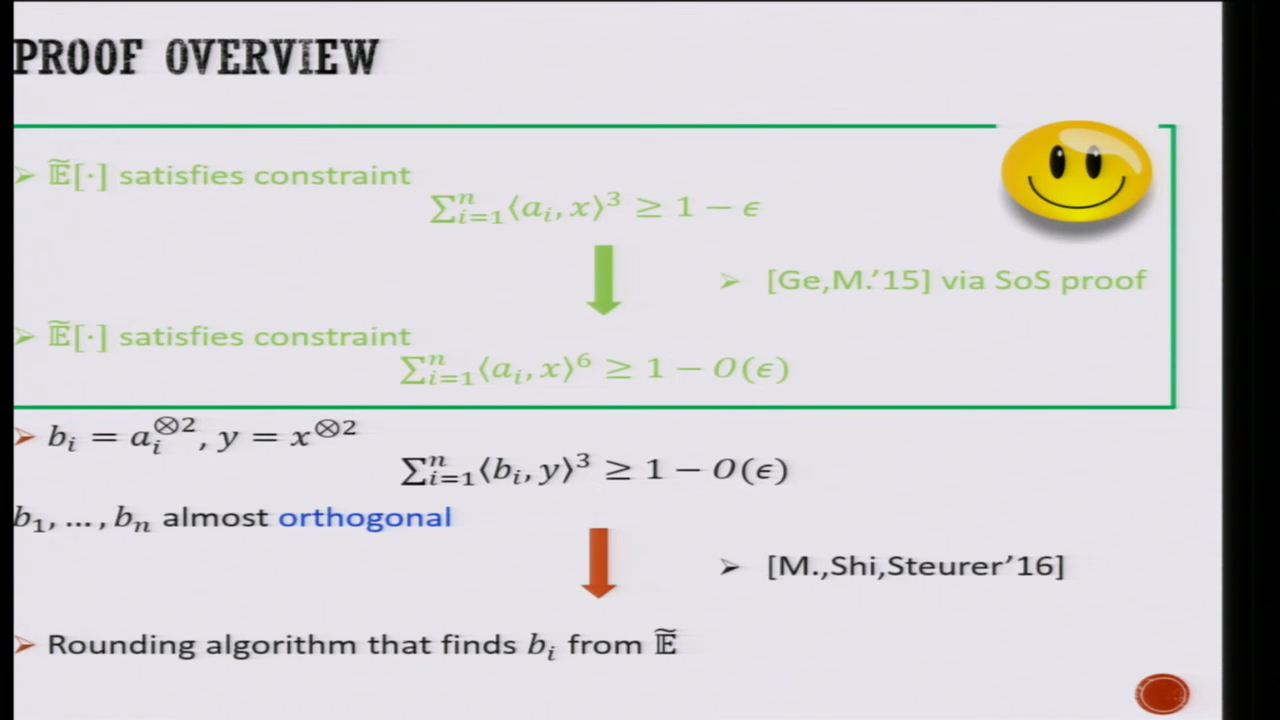 PROOF OVERVIEW
➢ 𝔼̃[·] satisfies constraint
∑ⁿᵢ₌₁⟨aᵢ, x⟩³ ≥ 1 − ϵ
➢ [Ge,M.’15] via SoS proof
➢ 𝔼̃[·] satisfies constraint
∑ⁿᵢ₌₁⟨aᵢ, x⟩⁶ ≥ 1 − O(ϵ)
➢ bᵢ = aᵢ^⊗2, y = x^⊗2
∑ⁿᵢ₌₁⟨bᵢ, y⟩³ ≥ 1 − O(ϵ)
b₁, … , bₙ almost orthogonal
➢ [M.,Shi,Steurer’16]
➢ Rounding algorithm that finds bᵢ from 𝔼̃